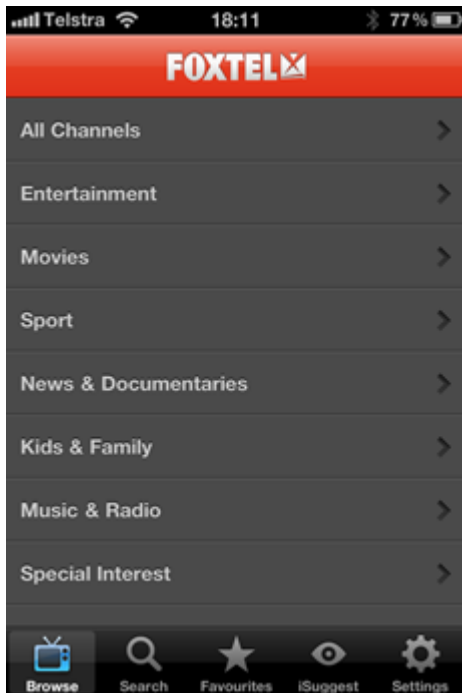 Telstra 18:11 77%
FOXTEL
All Channels
Entertainment
Movies
Sport
News & Documentaries
Kids & Family
Music & Radio
Special Interest
Browse Search Favourites iSuggest Settings